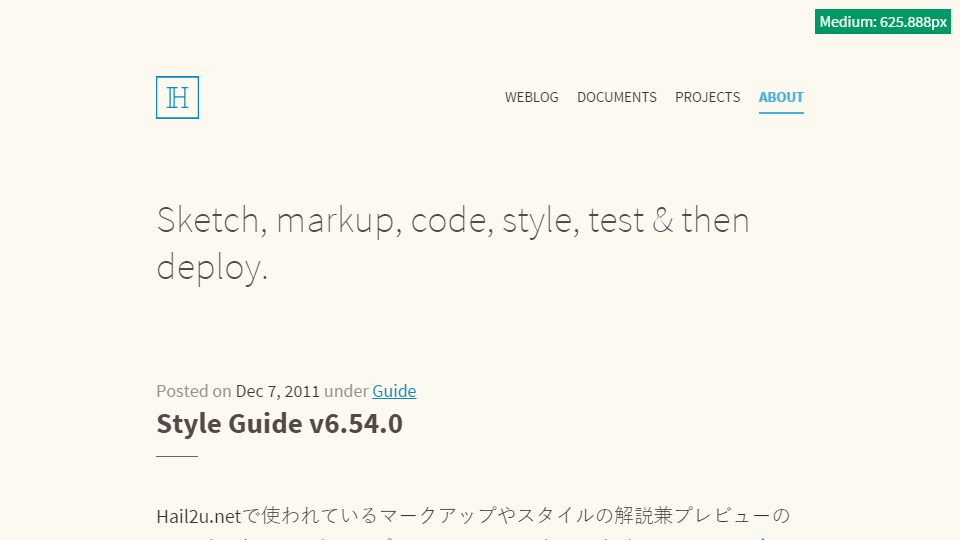 Medium: 625.888px
H
WEBLOG DOCUMENTS PROJECTS ABOUT
Sketch, markup, code, style, test & then
deploy.
Posted on Dec 7, 2011 under Guide
Style Guide v6.54.0
Hail2u.netで使われているマークアップやスタイルの解説兼プレビューの